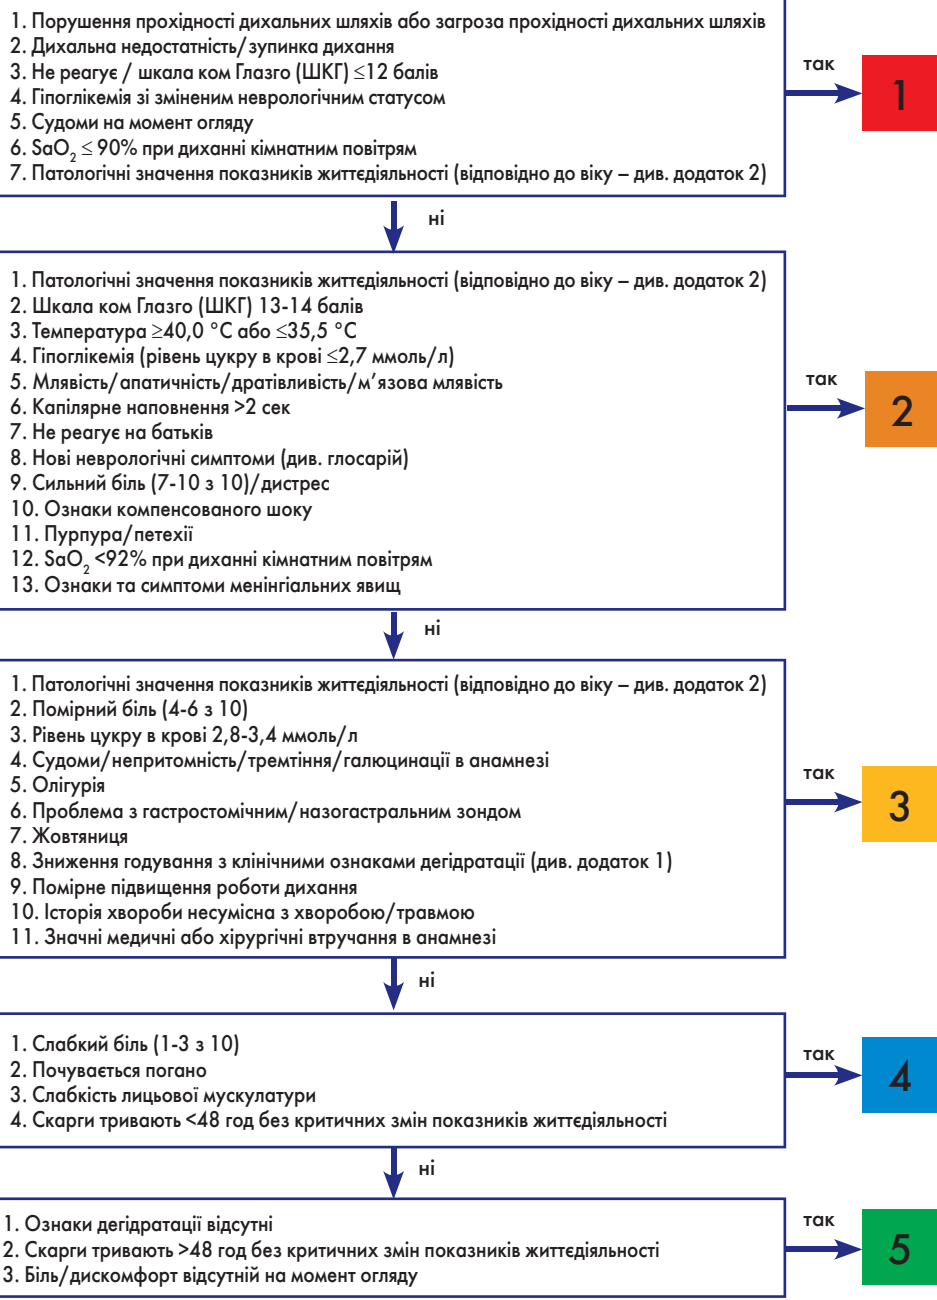 1. Порушення прохідності дихальних шляхів або загроза прохідності дихальних шляхів
2. Дихальна недостатність/зупинка дихання
3. Не реагує / шкала ком Глазго (ШКГ) ≤12 балів
4. Гіпоглікемія зі зміненим неврологічним статусом
5. Судоми на момент огляду
6. SaO₂ ≤ 90% при диханні кімнатним повітрям
7. Патологічні значення показників життєдіяльності (відповідно до віку – див. додаток 2)
так
1
ні
1. Патологічні значення показників життєдіяльності (відповідно до віку – див. додаток 2)
2. Шкала ком Глазго (ШКГ) 13-14 балів
3. Температура ≥40,0 °C або ≤35,5 °C
4. Гіпоглікемія (рівень цукру в крові ≤2,7 ммоль/л)
5. Млявість/апатичність/дратівливість/м’язова млявість
6. Капілярне наповнення >2 сек
7. Не реагує на батьків
8. Нові неврологічні симптоми (див. глосарій)
9. Сильний біль (7-10 з 10)/дистрес
10. Ознаки компенсованого шоку
11. Пурпура/петехії
12. SaO₂ <92% при диханні кімнатним повітрям
13. Ознаки та симптоми менінгіальних явищ
так
2
ні
1. Патологічні значення показників життєдіяльності (відповідно до віку – див. додаток 2)
2. Помірний біль (4-6 з 10)
3. Рівень цукру в крові 2,8-3,4 ммоль/л
4. Судоми/непритомність/тремтіння/галюцинації в анамнезі
5. Олігурія
6. Проблема з гастростомічним/назогастральним зондом
7. Жовтяниця
8. Зниження годування з клінічними ознаками дегідратації (див. додаток 1)
9. Помірне підвищення роботи дихання
10. Історія хвороби несумісна з хворобою/травмою
11. Значні медичні або хірургічні втручання в анамнезі
так
3
ні
1. Слабкий біль (1-3 з 10)
2. Почувається погано
3. Слабкість лицьової мускулатури
4. Скарги тривають <48 год без критичних змін показників життєдіяльності
так
4
ні
1. Ознаки дегідратації відсутні
2. Скарги тривають >48 год без критичних змін показників життєдіяльності
3. Біль/дискомфорт відсутній на момент огляду
так
5